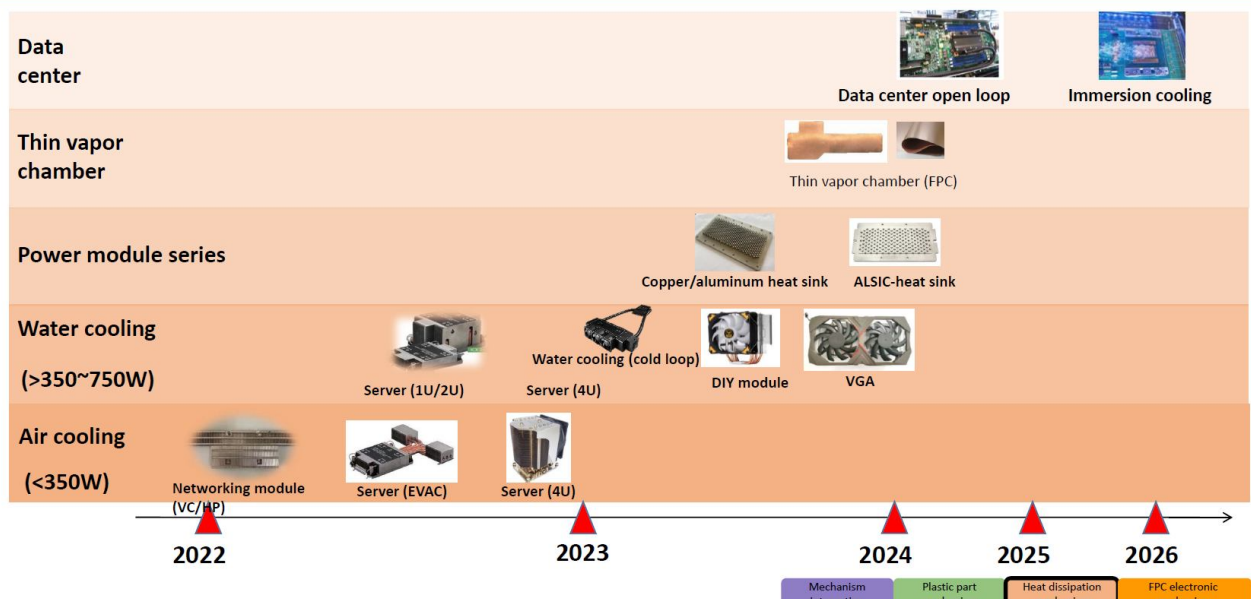 Data
center
Data center open loop
Immersion cooling
Thin vapor
chamber
Thin vapor chamber (FPC)
Power module series
Copper/aluminum heat sink
ALSIC-heat sink
Water cooling
(>350~750W)
Server (1U/2U)
Water cooling (cold loop)
Server (4U)
DIY module
VGA
Air cooling
(<350W)
Networking module
(VC/HP)
Server (EVAC)
Server (4U)
2022
2023
2024
2025
2026
Mechanism
Plastic part
Heat dissipation
FPC electronic